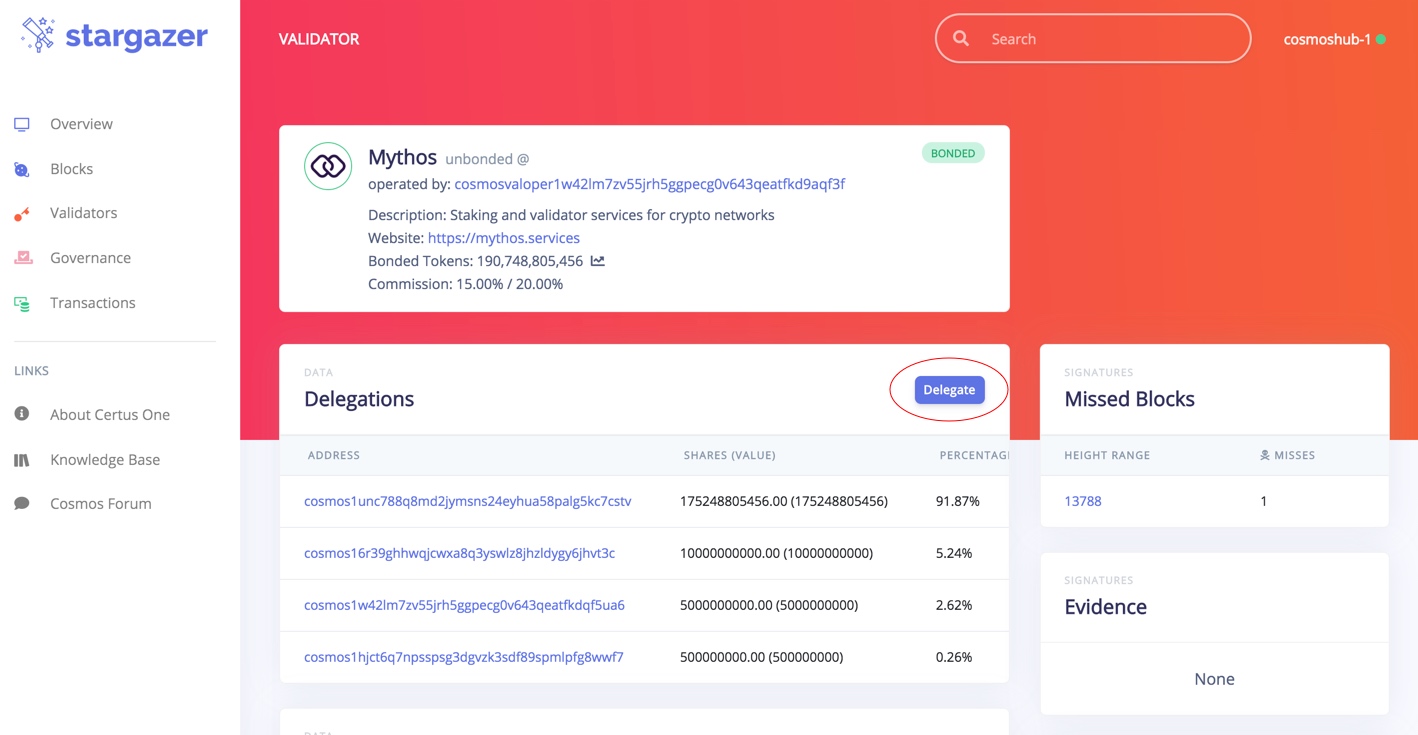 stargazer
VALIDATOR
Search
cosmoshub-1
Overview
Blocks
Validators
Governance
Transactions
LINKS
About Certus One
Knowledge Base
Cosmos Forum
Mythos unbonded @
BONDED
operated by: cosmosvaloper1w42lm7zv55jrh5ggpecg0v643qeatfkd9aqf3f
Description: Staking and validator services for crypto networks
Website: https://mythos.services
Bonded Tokens: 190,748,805,456
Commission: 15.00% / 20.00%
DATA
Delegations
Delegate
ADDRESS SHARES (VALUE) PERCENTAG
cosmos1unc788q8md2jymsns24eyhua58palg5kc7cstv 175248805456.00 (175248805456) 91.87%
cosmos16r39ghhwqjcwxa8q3yswlz8jhzldygy6jhvt3c 10000000000.00 (10000000000) 5.24%
cosmos1w42lm7zv55jrh5ggpecg0v643qeatfkdqf5ua6 5000000000.00 (5000000000) 2.62%
cosmos1hjct6q7npsspsg3dgvzk3sdf89spmlpfg8wwf7 500000000.00 (500000000) 0.26%
SIGNATURES
Missed Blocks
HEIGHT RANGE MISSES
13788 1
SIGNATURES
Evidence
None
DATA